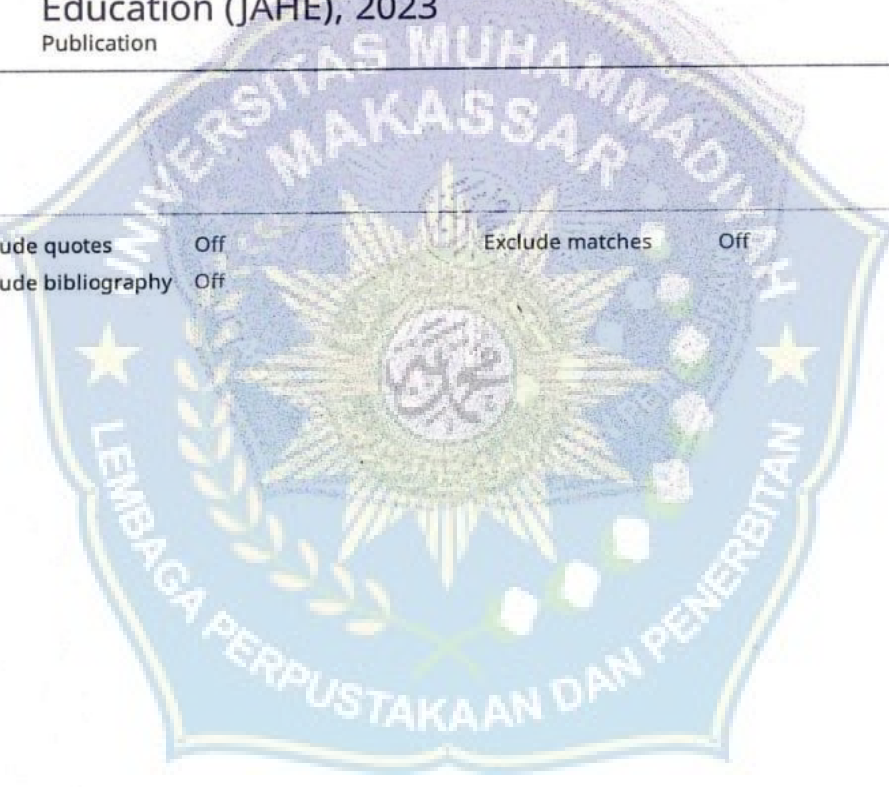 Education (JAHE), 2023
Publication
UNIVERSITAS MUHAMMADIYAH
MAKASSAR
ude quotes Off Exclude matches Off
ude bibliography Off
LEMBAGA PERPUSTAKAAN DAN PENERBITAN